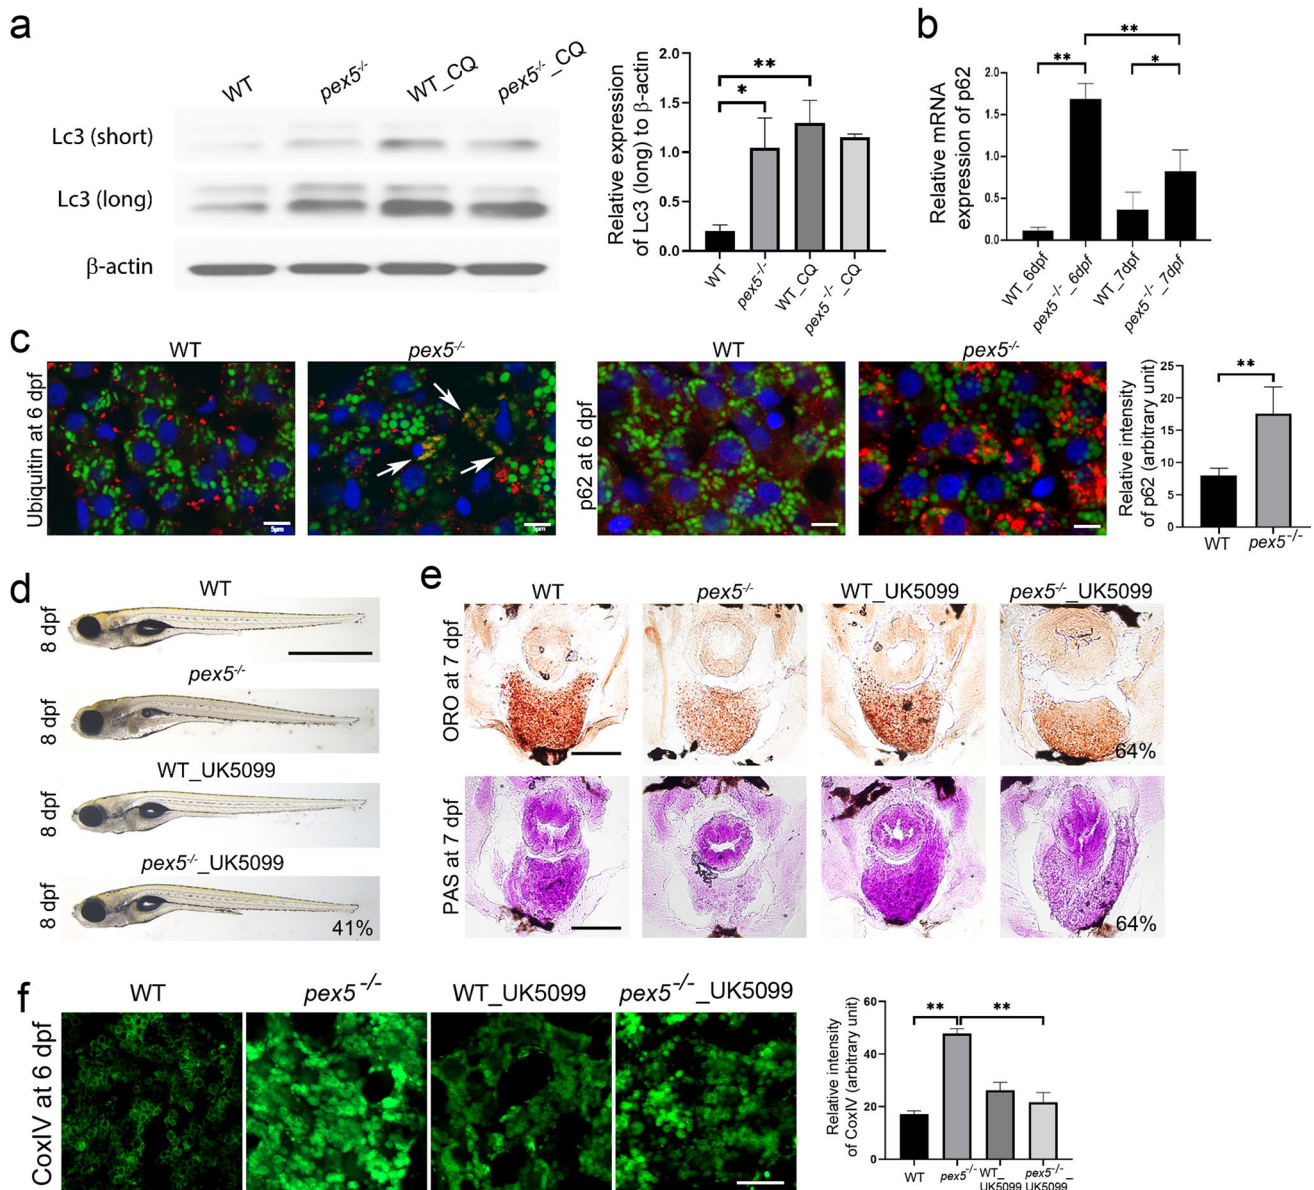 a
WT
pex5-/-
WT_CQ
pex5-/-_CQ
Lc3 (short)
Lc3 (long)
β-actin
Relative expression
of Lc3 (long) to β-actin
2.0
1.5
1.0
0.5
0.0
*
**
WT
pex5-/-
WT_CQ
pex5-/-_CQ
b
Relative mRNA
expression of p62
2.0
1.5
1.0
0.5
0.0
**
**
*
WT_6dpf
pex5-/-_6dpf
WT_7dpf
pex5-/-_7dpf
c
WT
pex5-/-
WT
pex5-/-
Ubiquitin at 6 dpf
5µm
5µm
p62 at 6 dpf
Relative intensity
of p62 (arbitrary unit)
25
20
15
10
5
0
**
WT
pex5-/-
d
WT
8 dpf
pex5-/-
8 dpf
WT_UK5099
8 dpf
pex5-/-_UK5099
8 dpf
41%
e
WT
pex5-/-
WT_UK5099
pex5-/-_UK5099
ORO at 7 dpf
64%
PAS at 7 dpf
64%
f
WT
pex5-/-
WT_UK5099
pex5-/-_UK5099
CoxIV at 6 dpf
Relative intensity
of CoxIV (arbitrary unit)
60
40
20
0
**
**
WT
pex5-/-
WT_
UK5099
pex5-/-_
UK5099